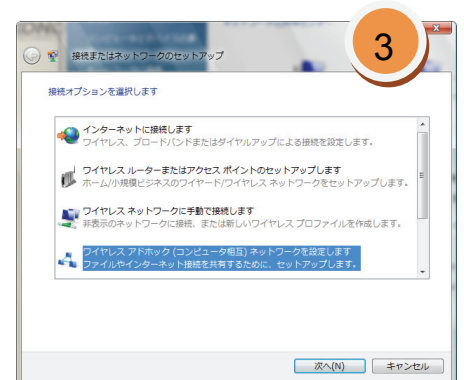 3
接続またはネットワークのセットアップ
接続オプションを選択します
インターネットに接続します
ワイヤレス、ブロードバンドまたはダイヤルアップによる接続を設定します。
ワイヤレス ルーターまたはアクセス ポイントのセットアップします
ホーム/小規模ビジネスのワイヤード/ワイヤレス ネットワークをセットアップします。
ワイヤレス ネットワークに手動で接続します
非表示のネットワークに接続、または新しいワイヤレス プロファイルを作成します。
ワイヤレス アドホック (コンピュータ相互) ネットワークを設定します
ファイルやインターネット接続を共有するために、セットアップします。
次へ(N)
キャンセル